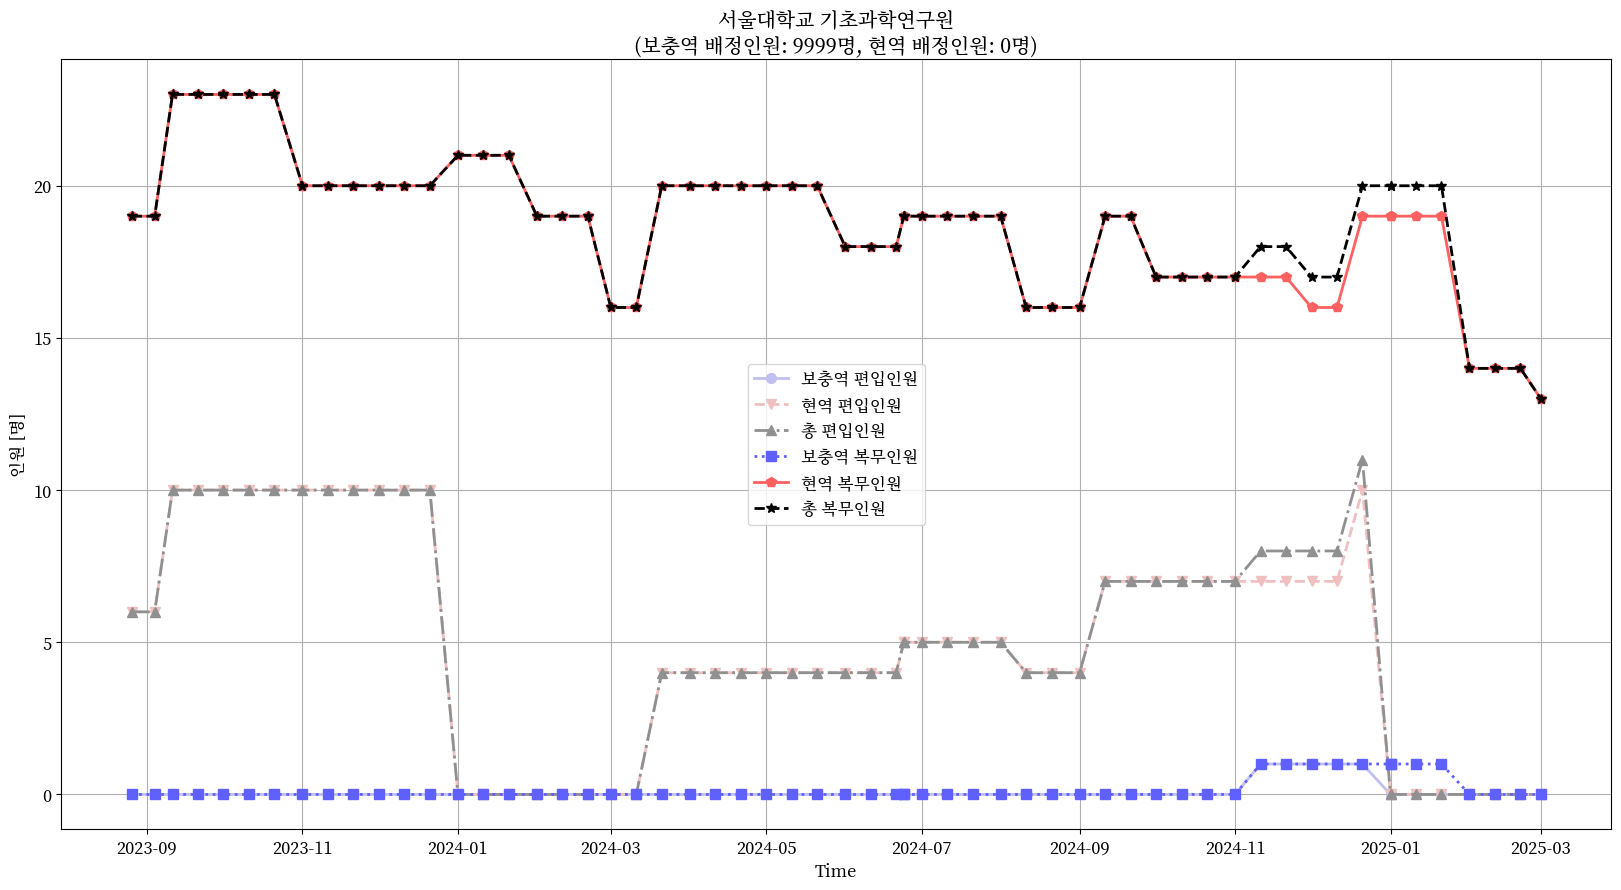 서울대학교 기초과학연구원
(보충역 배정인원: 9999명, 현역 배정인원: 0명)
인원 [명]
20
15
10
5
0
보충역 편입인원
현역 편입인원
총 편입인원
보충역 복무인원
현역 복무인원
총 복무인원
2023-09
2023-11
2024-01
2024-03
2024-05
2024-07
2024-09
2024-11
2025-01
2025-03
Time